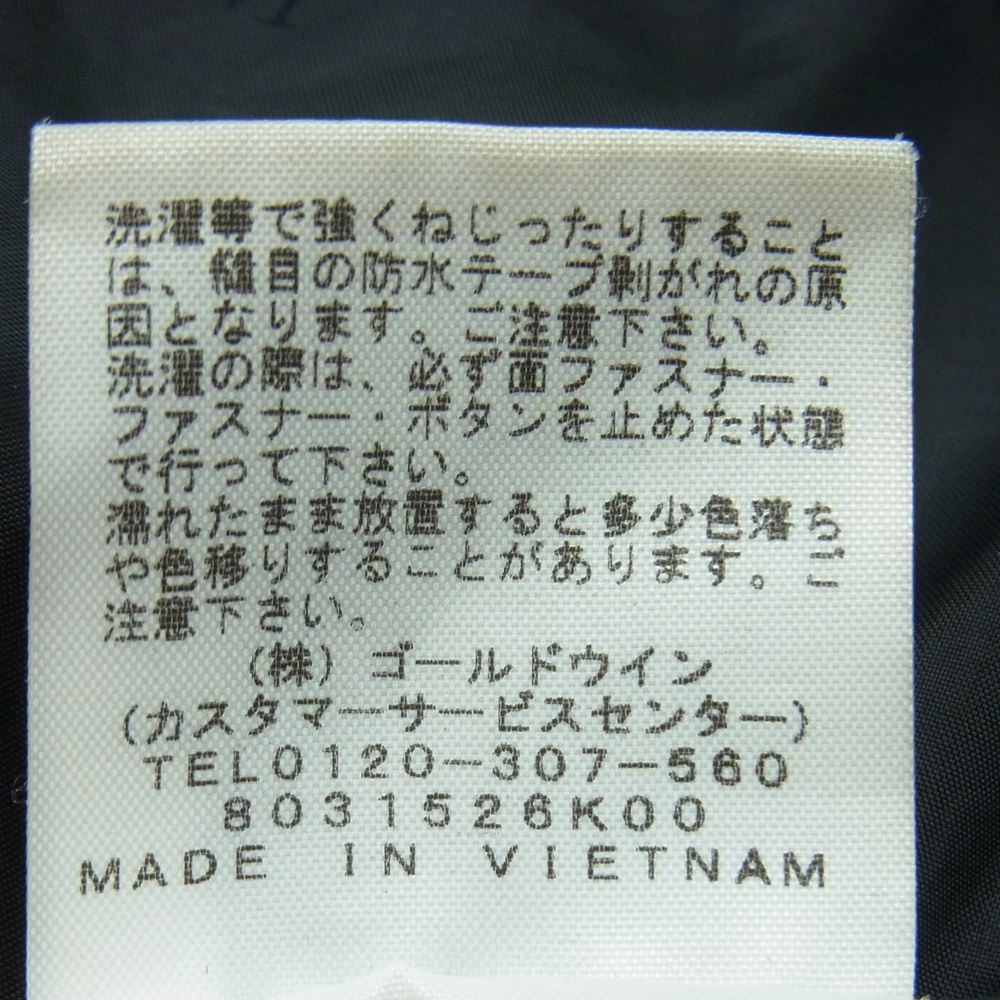 洗濯等で強くねじったりすること
は、縫目の防水テープ剥がれの原
因となります。ご注意下さい。
洗濯の際は、必ず面ファスナー・
ファスナー・ボタンを止めた状態
で行って下さい。
濡れたまま放置すると多少色落ち
や色移りすることがあります。ご
注意下さい。
(株) ゴールドウイン
(カスタマーサービスセンター)
TEL0120-307-560
8031526K00
MADE IN VIETNAM